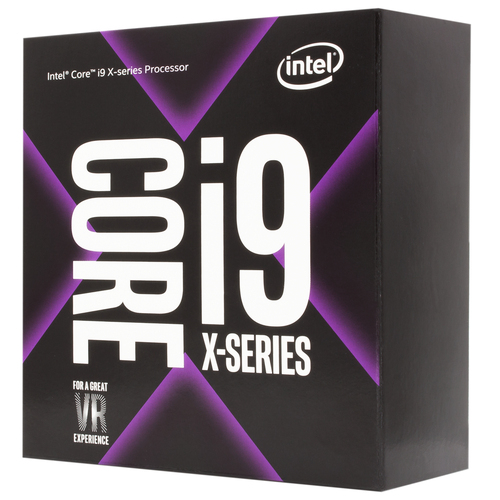 Intel® Core™ i9 X-series Processor
intel®
CORE
i9
X-SERIES
FOR A GREAT
VR
EXPERIENCE